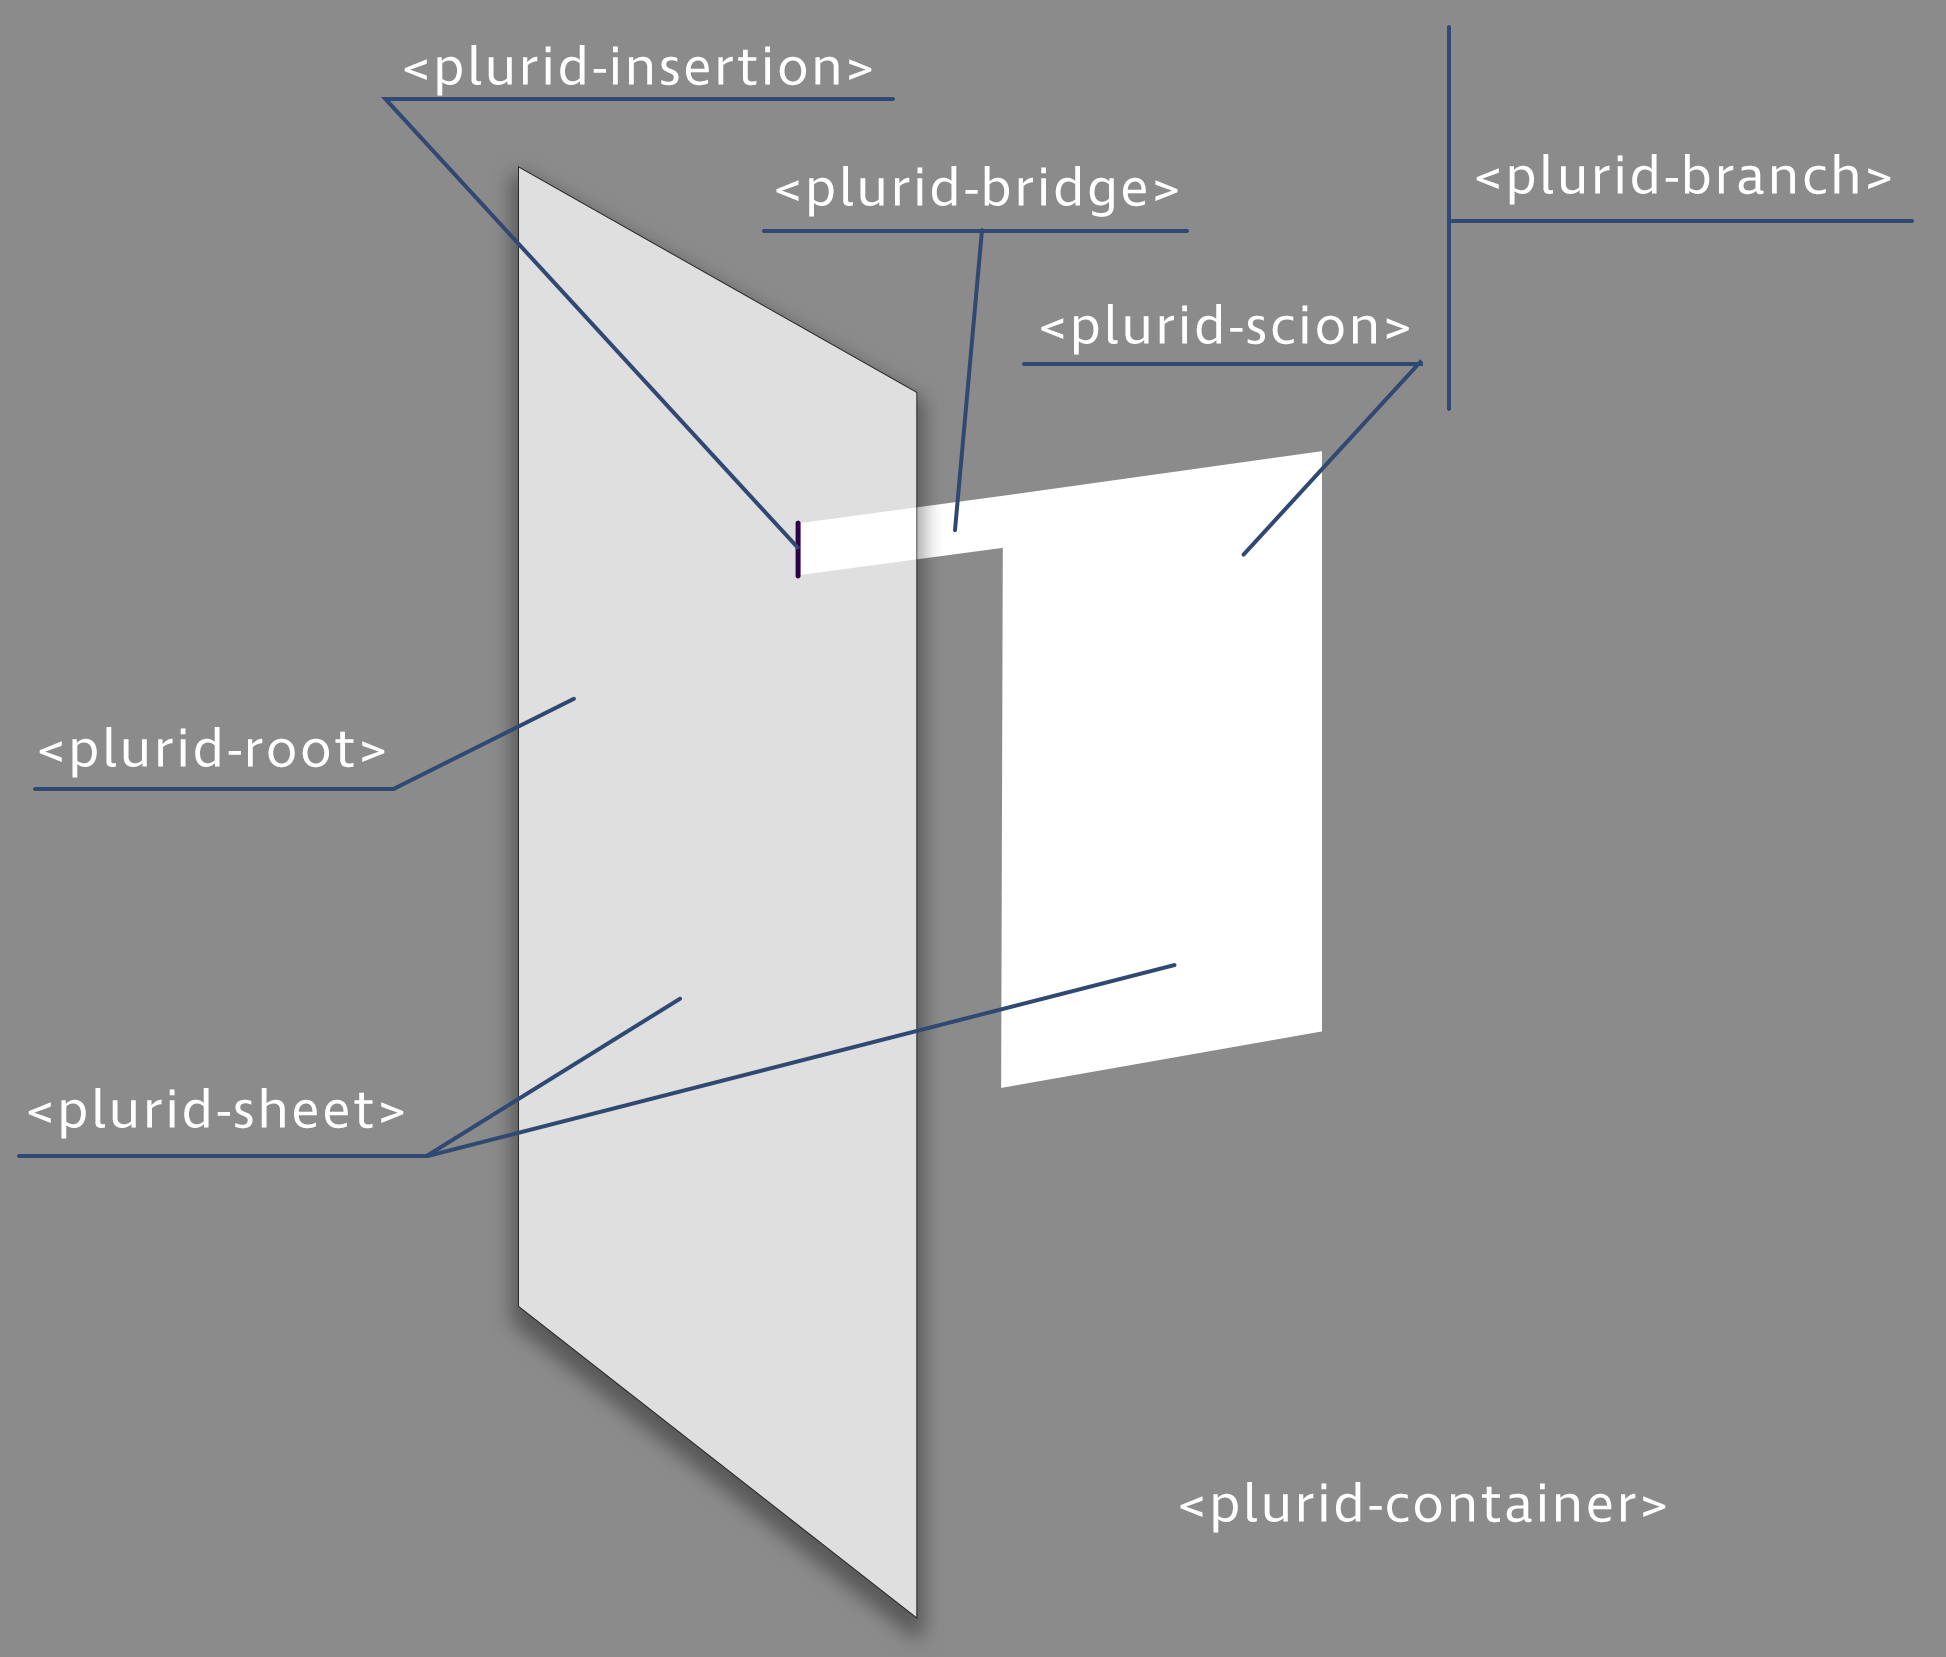 <plurid-insertion>
<plurid-bridge>
<plurid-branch>
<plurid-scion>
<plurid-root>
<plurid-sheet>
<plurid-container>